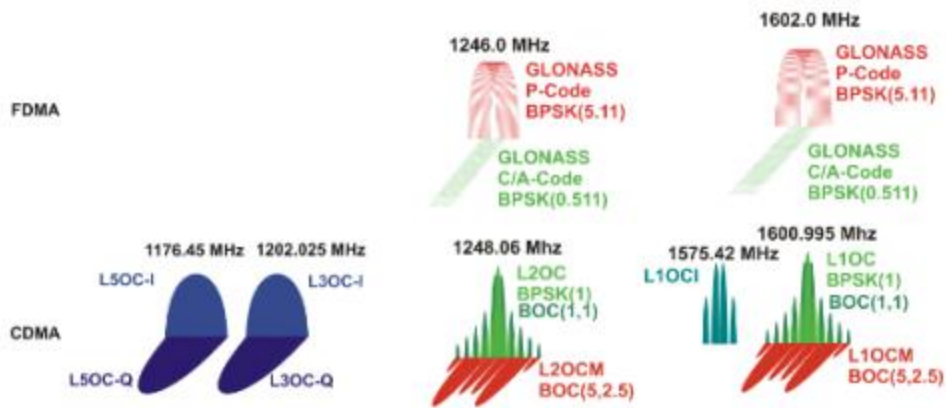 1602.0 MHz
1246.0 MHz
GLONASS
P-Code
BPSK(5.11)
GLONASS
P-Code
BPSK(5.11)
FDMA
GLONASS
C/A-Code
BPSK(0.511)
GLONASS
C/A-Code
BPSK(0.511)
1176.45 MHz
1202.025 MHz
1248.06 Mhz
1600.995 MHz
1575.42 MHz
L5OC-I
L3OC-I
L2OC
BPSK(1)
BOC(1,1)
L1OCI
L1OC
BPSK(1)
BOC(1,1)
CDMA
L5OC-Q
L3OC-Q
L2OCM
BOC(5,2.5)
L1OCM
BOC(5,2.5)